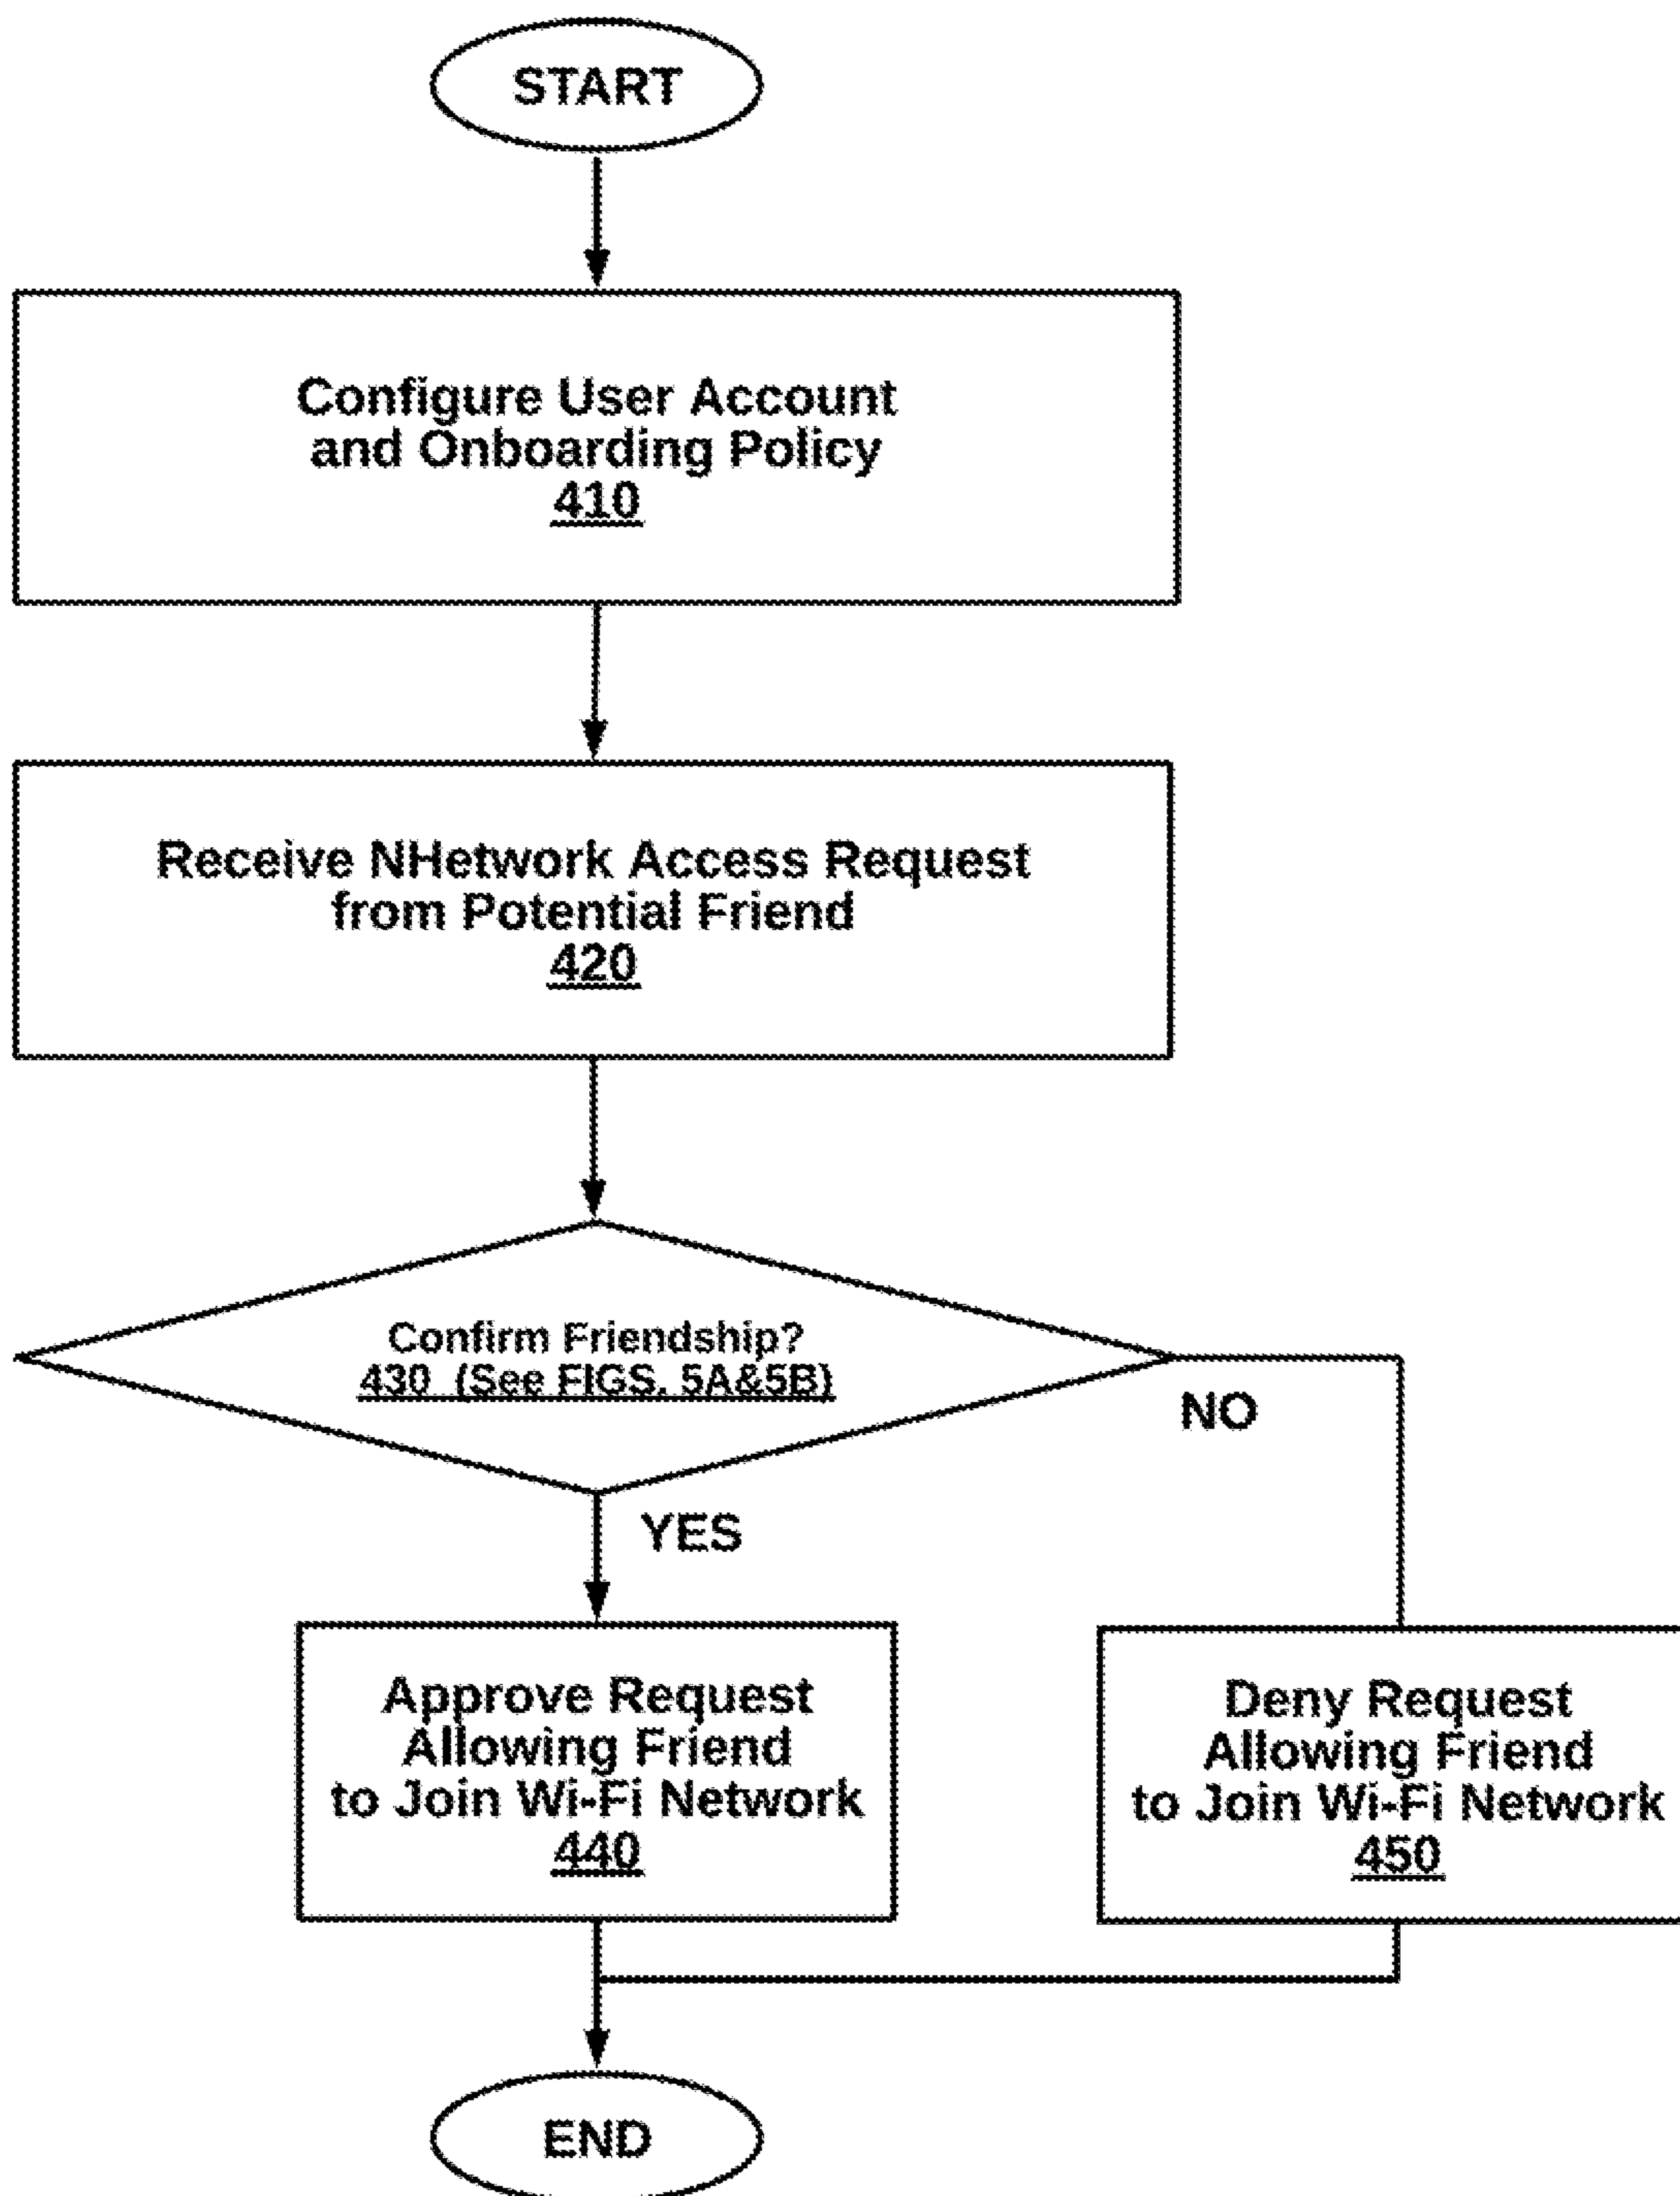 START
Configure User Account
and Onboarding Policy
410
Receive NHetwork Access Request
from Potential Friend
420
Confirm Friendship?
430  (See FIGS. 5A&5B)
NO
YES
Approve Request
Allowing Friend
to Join Wi-Fi Network
440
Deny Request
Allowing Friend
to Join Wi-Fi Network
450
END